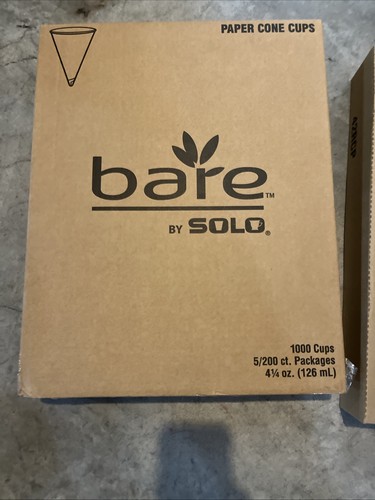 PAPER CONE CUPS
bare™
BY SOLO®
1000 Cups
5/200 ct. Packages
4¼ oz. (126 mL)